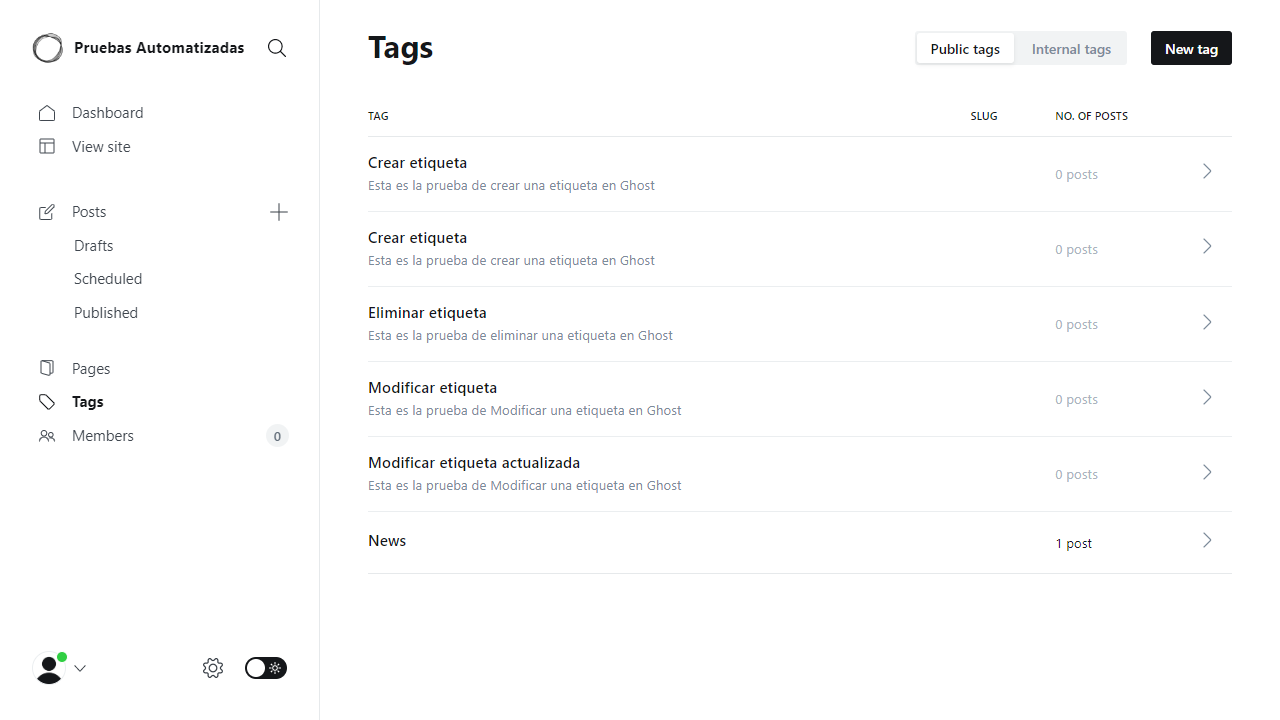 Pruebas Automatizadas
Dashboard
View site
Posts
Drafts
Scheduled
Published
Pages
Tags
Members 0
Tags
Public tags Internal tags New tag
TAG SLUG NO. OF POSTS
Crear etiqueta
Esta es la prueba de crear una etiqueta en Ghost
0 posts
Crear etiqueta
Esta es la prueba de crear una etiqueta en Ghost
0 posts
Eliminar etiqueta
Esta es la prueba de eliminar una etiqueta en Ghost
0 posts
Modificar etiqueta
Esta es la prueba de Modificar una etiqueta en Ghost
0 posts
Modificar etiqueta actualizada
Esta es la prueba de Modificar una etiqueta en Ghost
0 posts
News
1 post